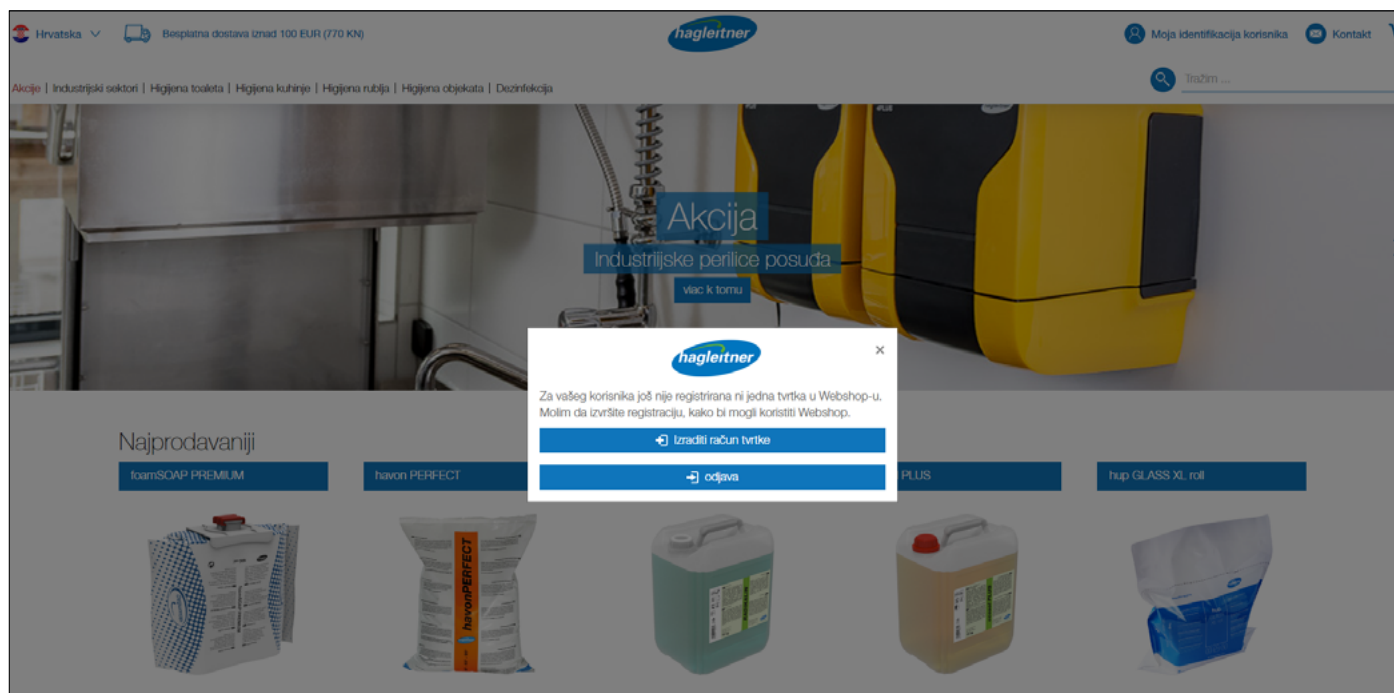 Hrvatska
Besplatna dostava iznad 100 EUR (770 KN)
hagleitner
Moja identifikacija korisnika
Kontakt
Tražim ...
Akcije | Industrijski sektori | Higijena toaleta | Higijena kuhinje | Higijena rublja | Higijena objekata | Dezinfekcija
Akcija
Industriijske perilice posuđa
viac k tomu
hagleitner
×
Za vašeg korisnika još nije registrirana ni jedna tvrtka u Webshop-u.
Molim da izvršite registraciju, kako bi mogli koristiti Webshop.
Izraditi račun tvrtke
odjava
Najprodavaniji
foamSOAP PREMIUM
havon PERFECT
PLUS
hup GLASS XL roll
havonPERFECT